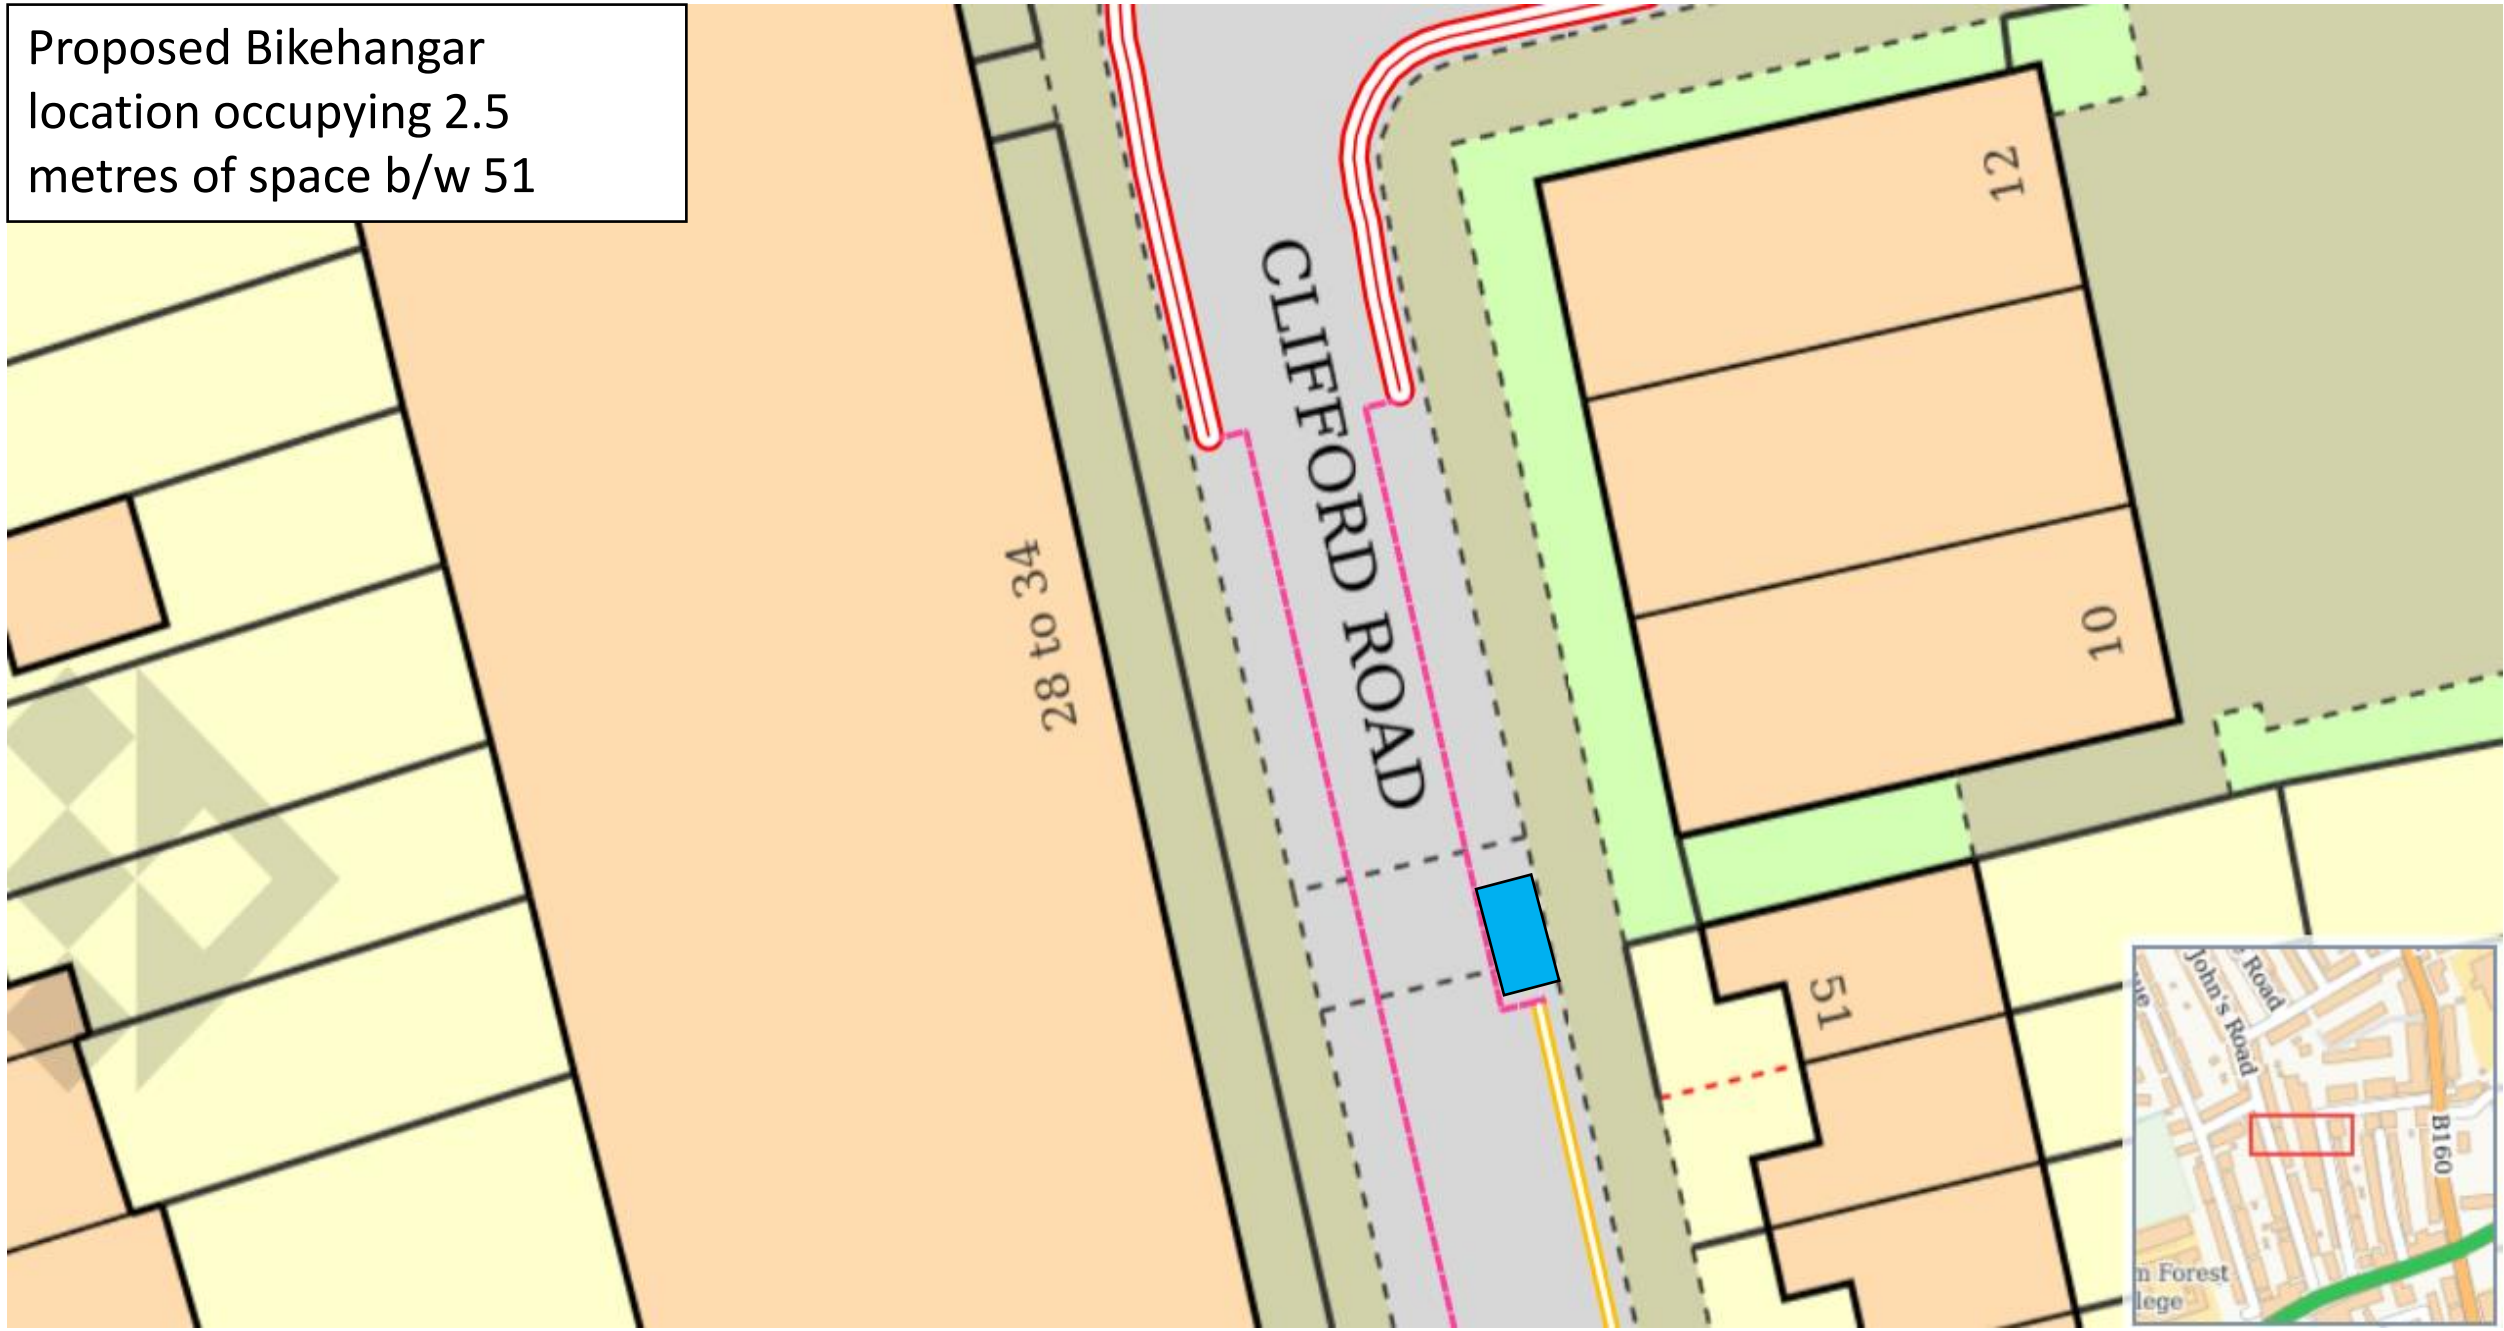 Proposed Bikehangar
location occupying 2.5
metres of space b/w 51
CLIFFORD ROAD
28 to 34
12
10
51
Road
John's Road
ue
B160
m Forest
lege